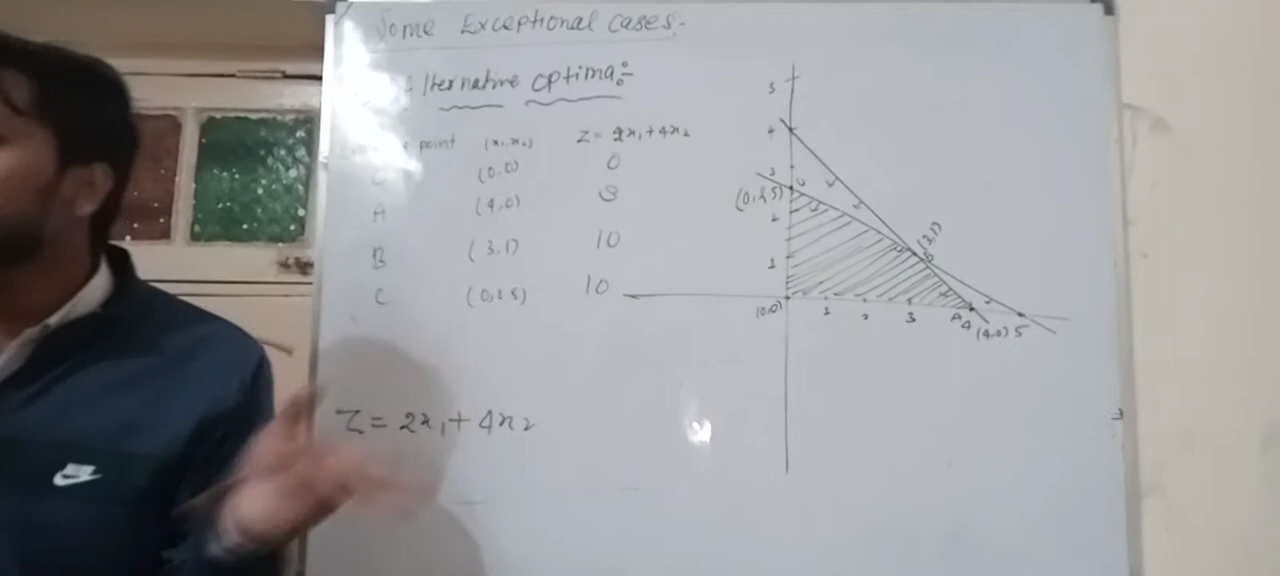 Some Exceptional Cases:-
lternative optima:-
point (x₁,x₂) Z = 2x₁+4x₂
(0,0) 0
A (4,0) 8
B (3,1) 10
C (0,2.5) 10
Z = 2x₁+4x₂
5
4
3
(0,2.5)
2
1
(3,1)
B
(0,0) 1 2 3 A 4 (4,0) 5